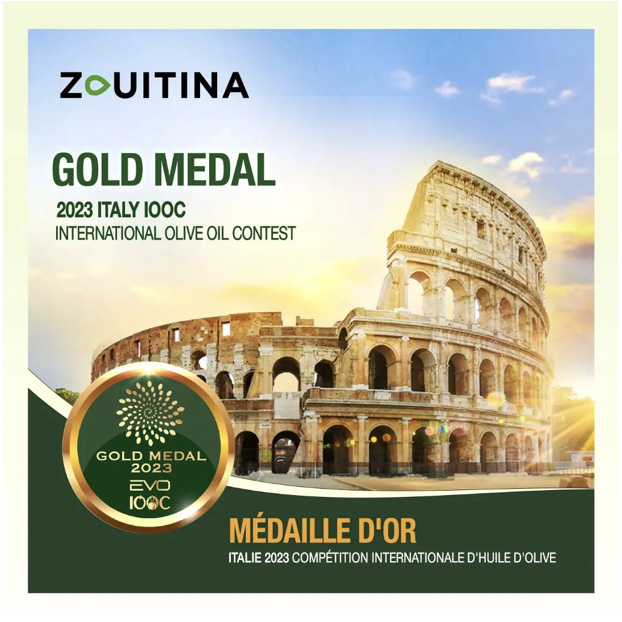 ZOUITINA
GOLD MEDAL
2023 ITALY IOOC
INTERNATIONAL OLIVE OIL CONTEST
GOLD MEDAL
2023
EVO
IOOC
MÉDAILLE D'OR
ITALIE 2023 COMPÉTITION INTERNATIONALE D'HUILE D'OLIVE